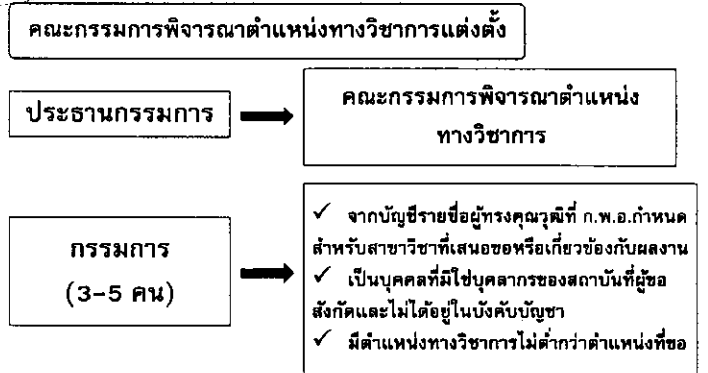 คณะกรรมการพิจารณาตำแหน่งทางวิชาการแต่งตั้ง
ประธานกรรมการ
คณะกรรมการพิจารณาตำแหน่ง
ทางวิชาการ
กรรมการ
(3-5 คน)
✓ จากบัญชีรายชื่อผู้ทรงคุณวุฒิที่ ก.พ.อ.กำหนด
สำหรับสาขาวิชาที่เสนอขอหรือเกี่ยวข้องกับผลงาน
✓ เป็นบุคคลที่มิใช่บุคลากรของสถาบันที่ผู้ขอ
สังกัดและไม่ได้อยู่ในบังคับบัญชา
✓ มีตำแหน่งทางวิชาการไม่ต่ำกว่าตำแหน่งที่ขอ